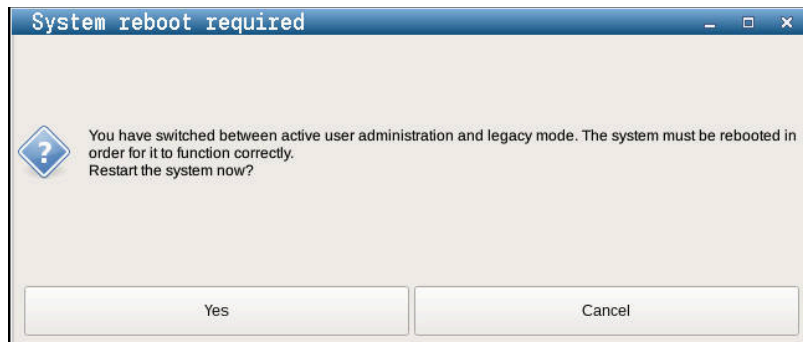 System reboot required
You have switched between active user administration and legacy mode. The system must be rebooted in
order for it to function correctly.
Restart the system now?
Yes
Cancel